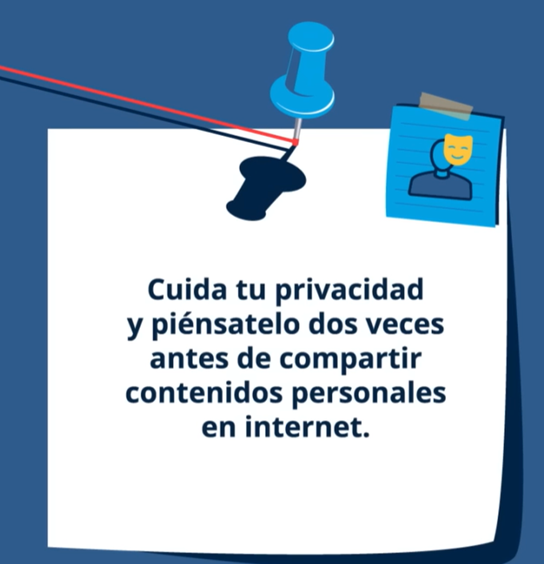 Cuida tu privacidad
y piénsatelo dos veces
antes de compartir
contenidos personales
en internet.